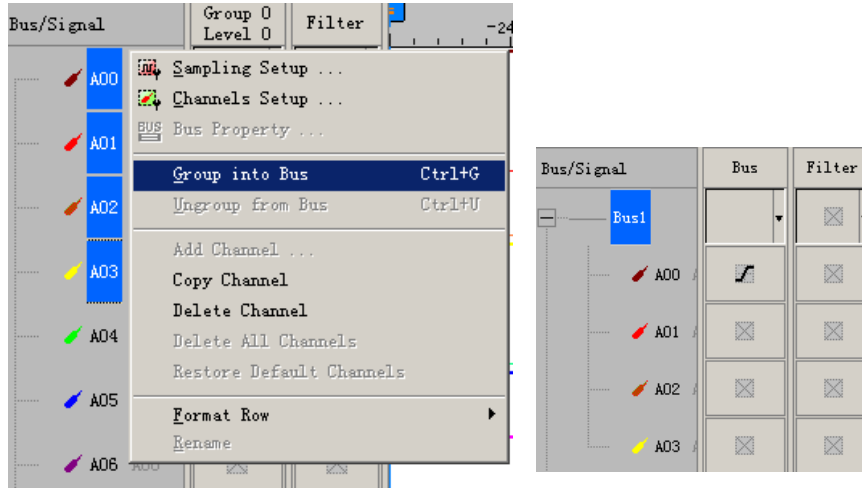 Bus/Signal
Group 0
Level 0
Filter
-24
A00
A01
A02
A03
A04
A05
A06
A00
Sampling Setup ...
Channels Setup ...
BUS Bus Property ...
Group into Bus Ctrl+G
Ungroup from Bus Ctrl+U
Add Channel ...
Copy Channel
Delete Channel
Delete All Channels
Restore Default Channels
Format Row
Rename
Bus/Signal Bus Filter
Bus1
A00
A01
A02
A03